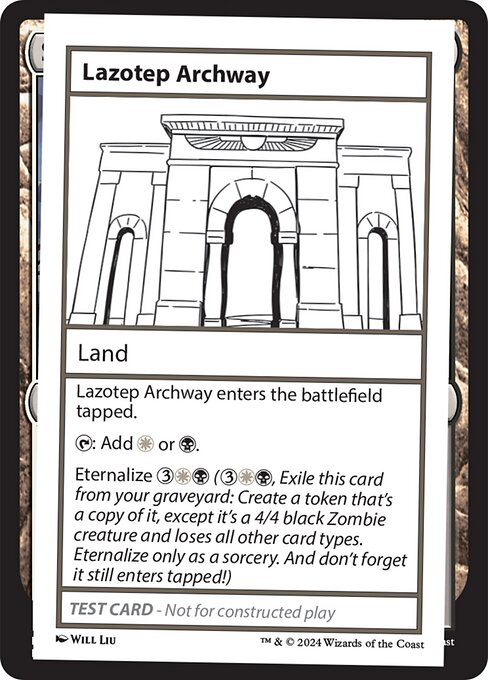 Lazotep Archway
Land
Lazotep Archway enters the battlefield
tapped.
: Add or .
Eternalize 3 (3, Exile this card
from your graveyard: Create a token that's
a copy of it, except it's a 4/4 black Zombie
creature and loses all other card types.
Eternalize only as a sorcery. And don't forget
it still enters tapped!)
TEST CARD - Not for constructed play
WILL LIU
™ & © 2024 Wizards of the Coast